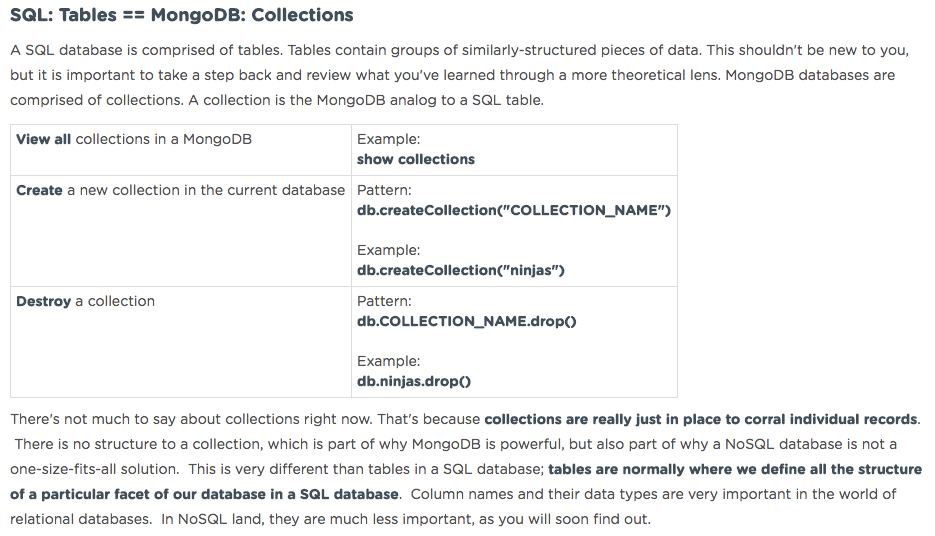 SQL: Tables == MongoDB: Collections
A SQL database is comprised of tables. Tables contain groups of similarly-structured pieces of data. This shouldn't be new to you,
but it is important to take a step back and review what you've learned through a more theoretical lens. MongoDB databases are
comprised of collections. A collection is the MongoDB analog to a SQL table.
View all collections in a MongoDB
Example:
show collections
Create a new collection in the current database
Pattern:
db.createCollection("COLLECTION_NAME")
Example:
db.createCollection("ninjas")
Destroy a collection
Pattern:
db.COLLECTION_NAME.drop()
Example:
db.ninjas.drop()
There's not much to say about collections right now. That's because collections are really just in place to corral individual records.
There is no structure to a collection, which is part of why MongoDB is powerful, but also part of why a NoSQL database is not a
one-size-fits-all solution. This is very different than tables in a SQL database; tables are normally where we define all the structure
of a particular facet of our database in a SQL database. Column names and their data types are very important in the world of
relational databases. In NoSQL land, they are much less important, as you will soon find out.